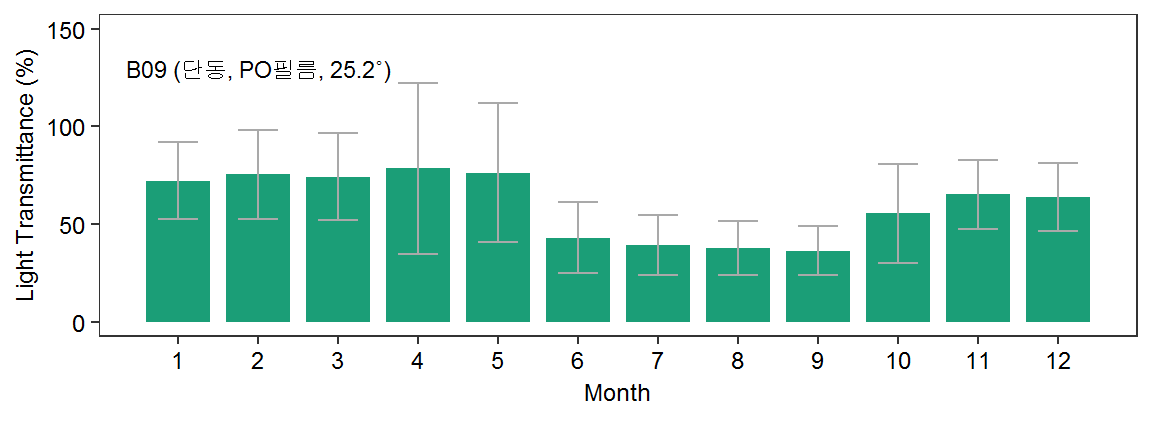 Light Transmittance (%)
150
100
50
0
B09 (단동, PO필름, 25.2˚)
1 2 3 4 5 6 7 8 9 10 11 12
Month